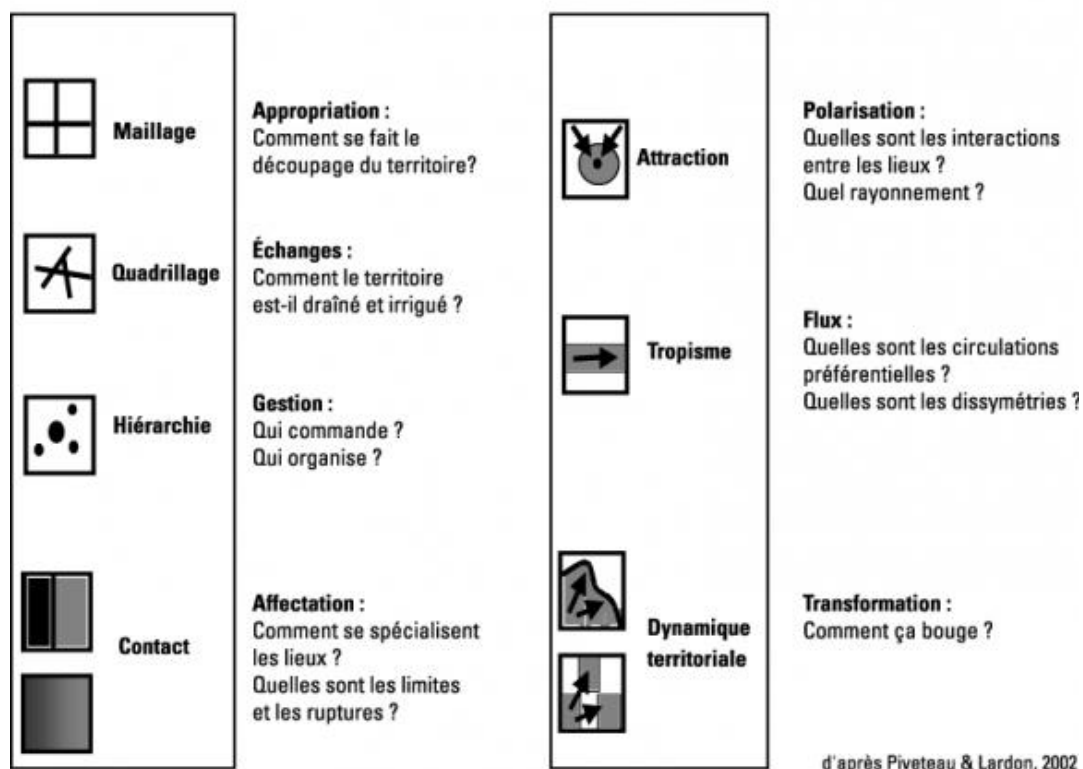 Maillage
Appropriation :
Comment se fait le
découpage du territoire?
Quadrillage
Échanges :
Comment le territoire
est-il draîné et irrigué ?
Hiérarchie
Gestion :
Qui commande ?
Qui organise ?
Contact
Affectation :
Comment se spécialisent
les lieux ?
Quelles sont les limites
et les ruptures ?
Attraction
Polarisation :
Quelles sont les interactions
entre les lieux ?
Quel rayonnement ?
Tropisme
Flux :
Quelles sont les circulations
préférentielles ?
Quelles sont les dissymétries ?
Dynamique
territoriale
Transformation :
Comment ça bouge ?
d'après Piveteau & Lardon, 2002